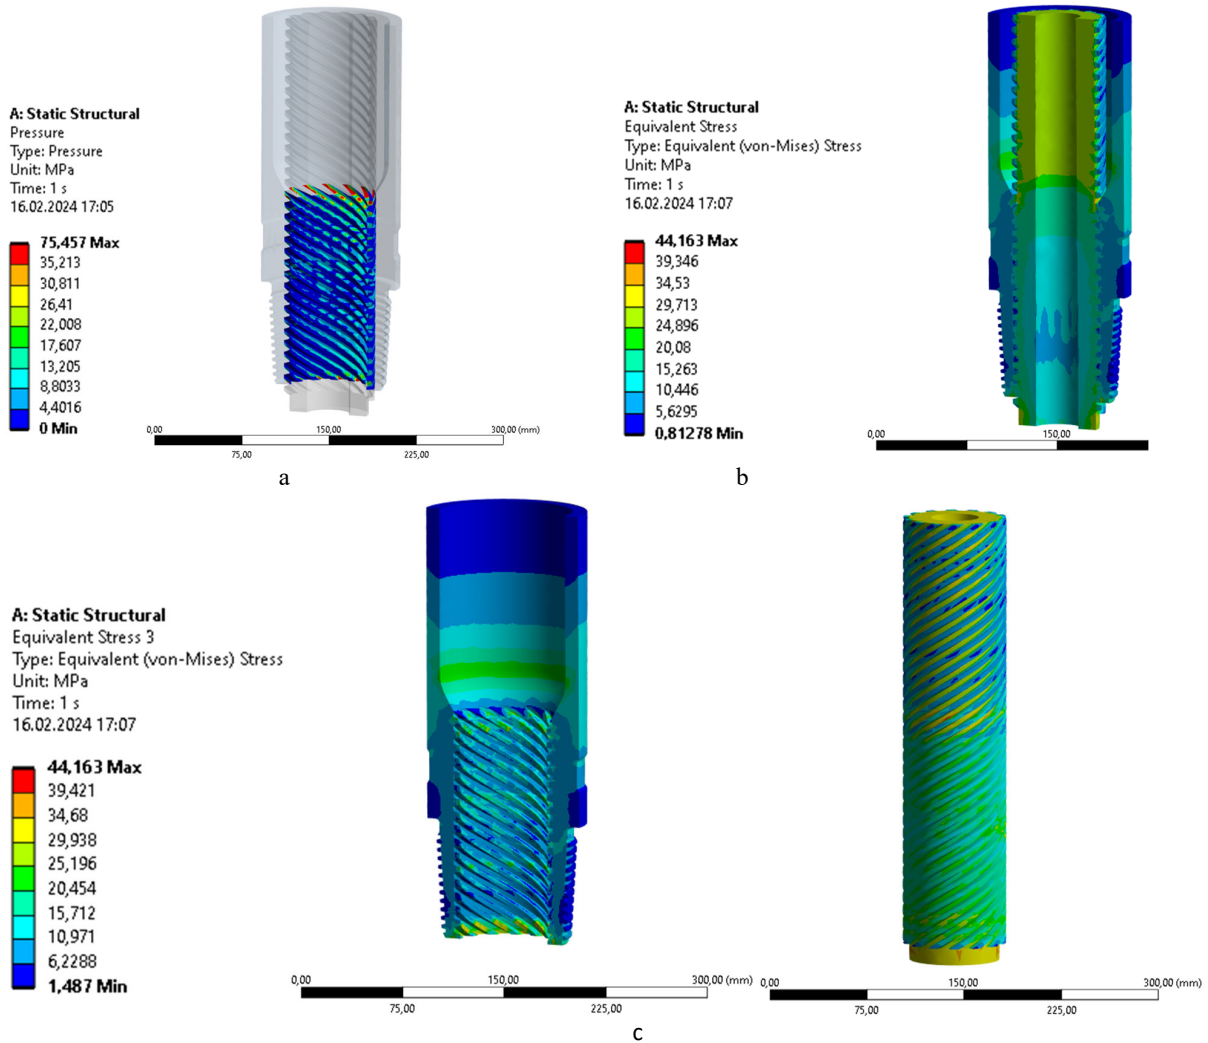 A: Static Structural
Pressure
Type: Pressure
Unit: MPa
Time: 1 s
16.02.2024 17:05
75,457 Max
35,213
30,811
26,41
22,008
17,607
13,205
8,8033
4,4016
0 Min
0,00
150,00
300,00 (mm)
75,00
225,00
a
A: Static Structural
Equivalent Stress
Type: Equivalent (von-Mises) Stress
Unit: MPa
Time: 1 s
16.02.2024 17:07
44,163 Max
39,346
34,53
29,713
24,896
20,08
15,263
10,446
5,6295
0,81278 Min
0,00
150,00
75,00
b
A: Static Structural
Equivalent Stress 3
Type: Equivalent (von-Mises) Stress
Unit: MPa
Time: 1 s
16.02.2024 17:07
44,163 Max
39,421
34,68
29,938
25,196
20,454
15,712
10,971
6,2288
1,487 Min
0,00
150,00
300,00 (mm)
75,00
225,00
0,00
150,00
300,00 (mm)
75,00
225,00
c